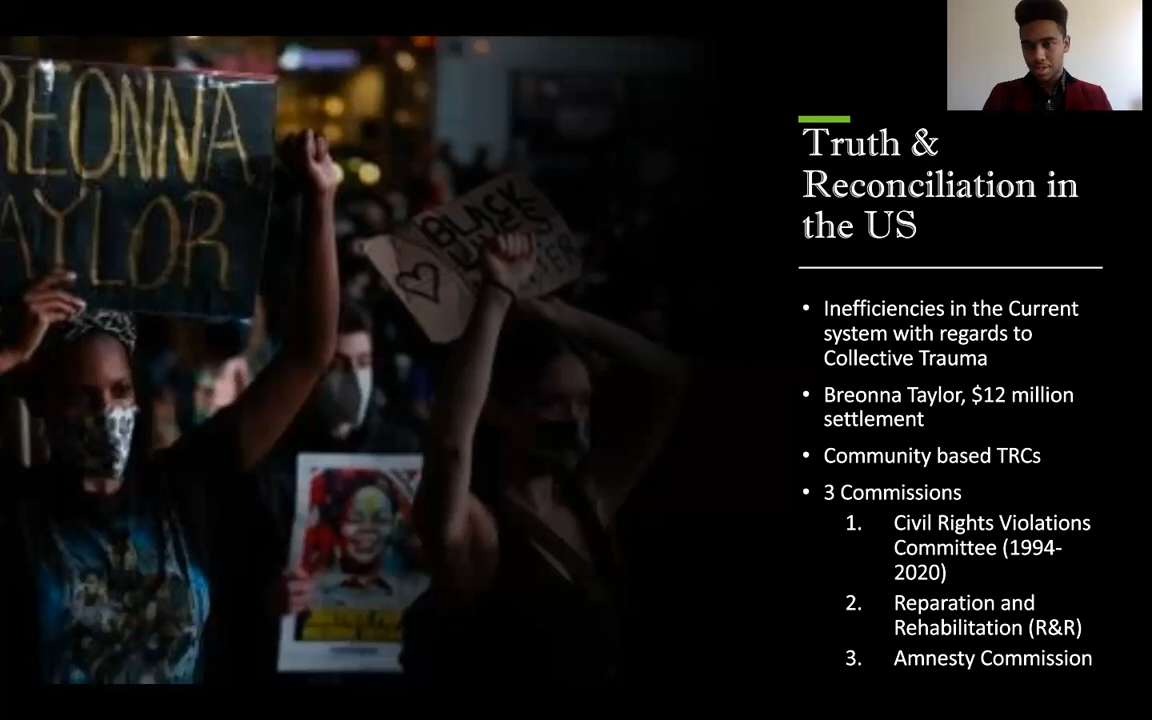 REONNA
AYLOR
BLACK
Truth &
Reconciliation in
the US
• Inefficiencies in the Current
system with regards to
Collective Trauma
• Breonna Taylor, $12 million
settlement
• Community based TRCs
• 3 Commissions
1. Civil Rights Violations
Committee (1994-
2020)
2. Reparation and
Rehabilitation (R&R)
3. Amnesty Commission